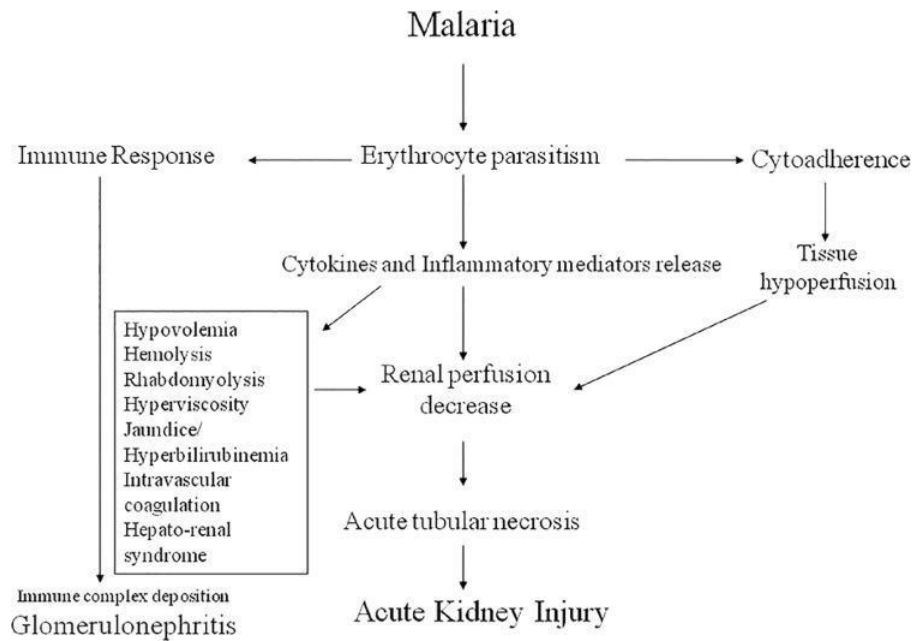 Malaria
Immune Response
Erythrocyte parasitism
Cytoadherence
Cytokines and Inflammatory mediators release
Tissue
hypoperfusion
Hypovolemia
Hemolysis
Rhabdomyolysis
Hyperviscosity
Jaundice/
Hyperbilirubinemia
Intravascular
coagulation
Hepato-renal
syndrome
Renal perfusion
decrease
Acute tubular necrosis
Immune complex deposition
Glomerulonephritis
Acute Kidney Injury